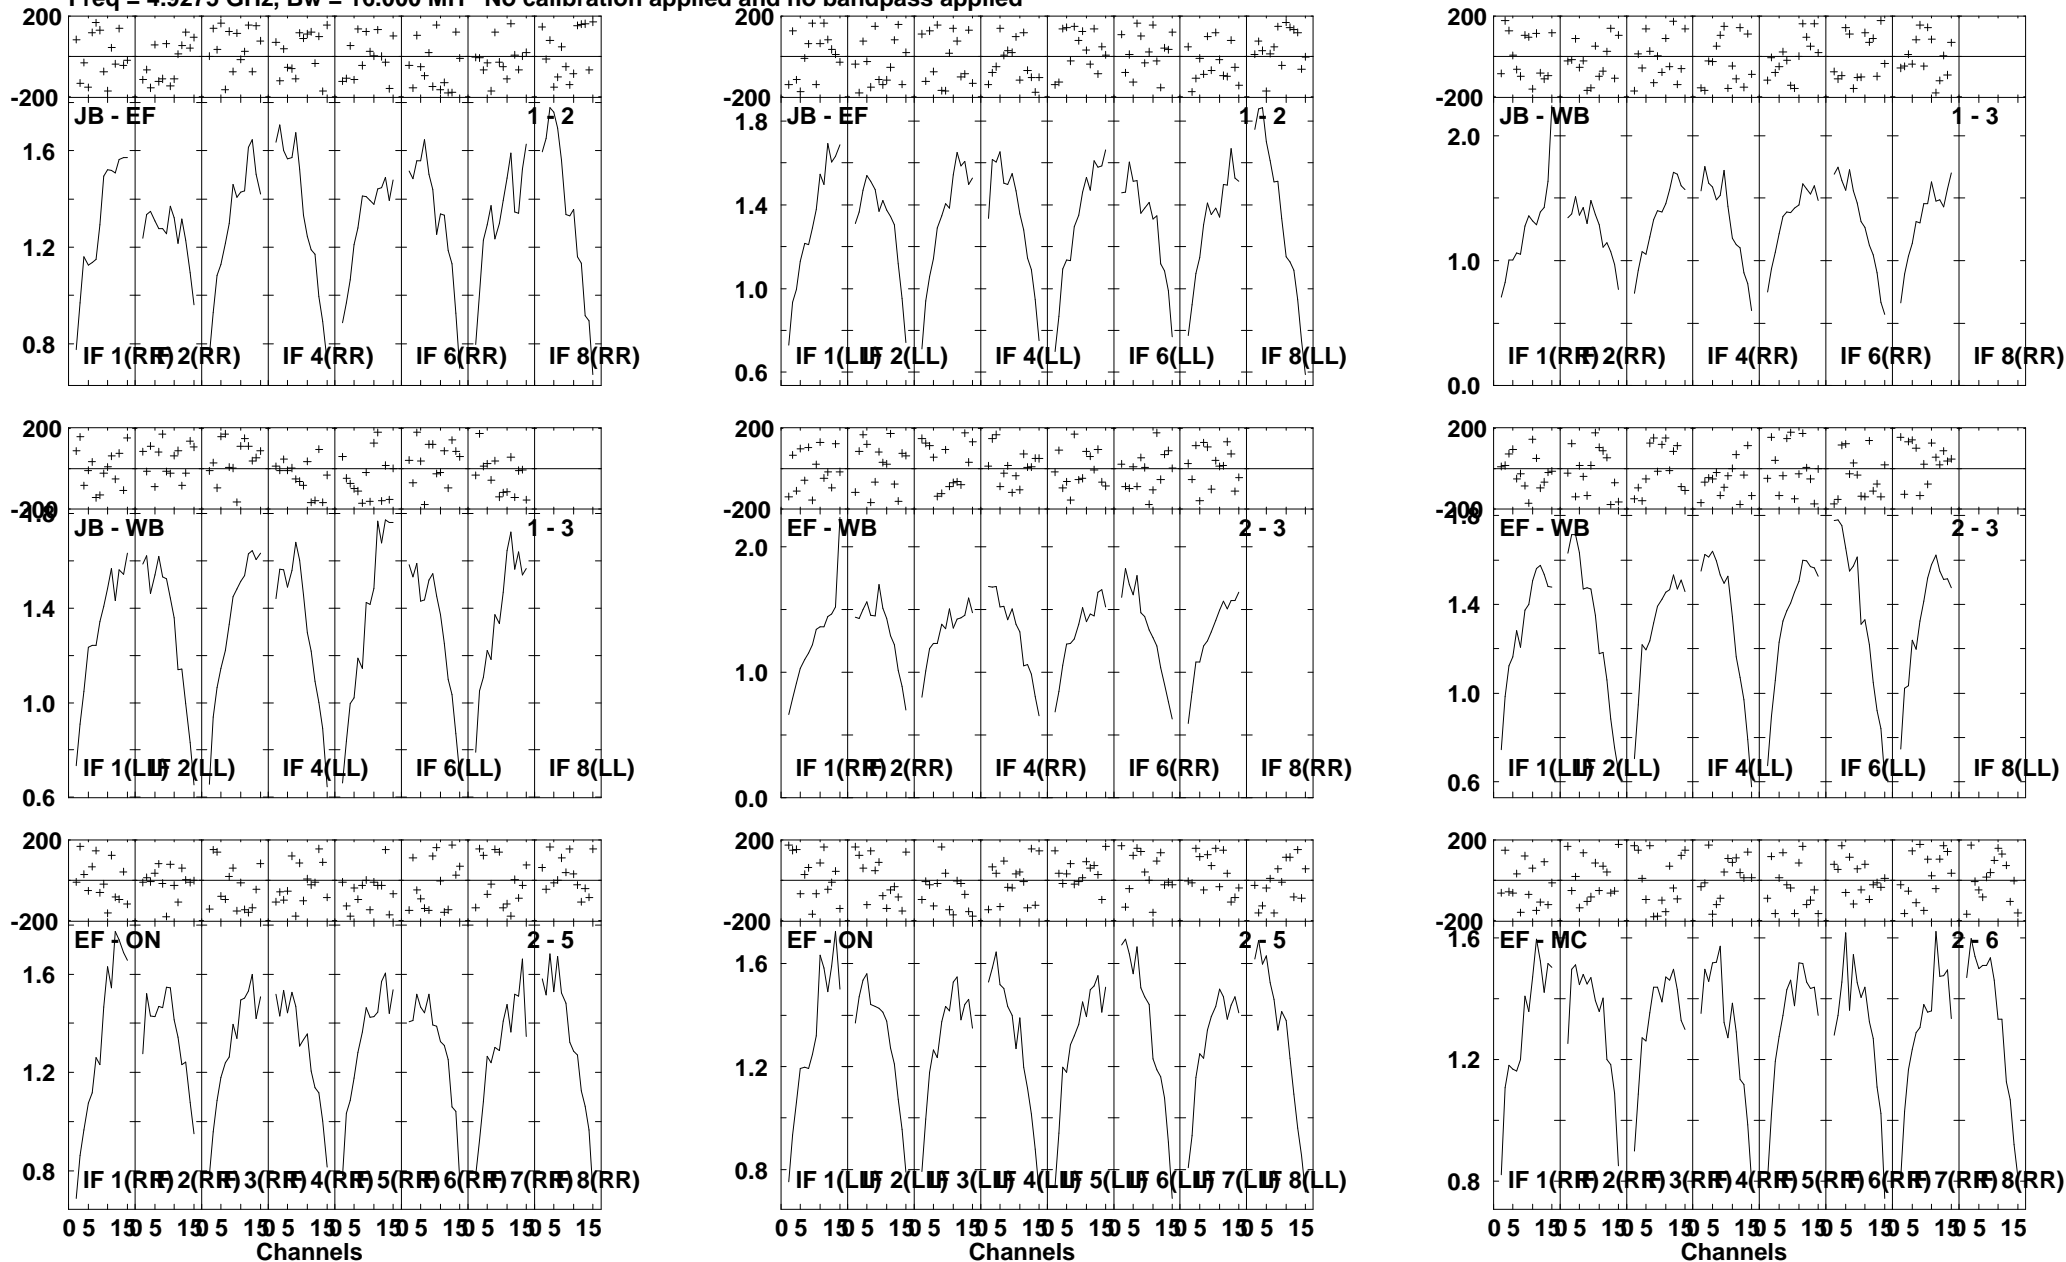 Freq = 4.9275 GHz, Bw = 16.000 MH No calibration applied and no bandpass applied
200
-200
JB - EF
1 - 2
1.6
1.2
0.8
IF 1(RR)
IF 2(RR)
IF 4(RR)
IF 6(RR)
IF 8(RR)
JB - EF
1 - 2
1.8
1.4
1.0
0.6
IF 1(LL)
IF 2(LL)
IF 4(LL)
IF 6(LL)
IF 8(LL)
200
-200
JB - WB
1 - 3
2.0
1.0
0.0
IF 1(RR)
IF 2(RR)
IF 4(RR)
IF 6(RR)
IF 8(RR)
200
-200
1.8
JB - WB
1 - 3
1.4
1.0
0.6
IF 1(LL)
IF 2(LL)
IF 4(LL)
IF 6(LL)
IF 8(LL)
200
-200
EF - WB
2 - 3
2.0
1.0
0.0
IF 1(RR)
IF 2(RR)
IF 4(RR)
IF 6(RR)
IF 8(RR)
200
-200
1.8
EF - WB
2 - 3
1.4
1.0
0.6
IF 1(LL)
IF 2(LL)
IF 4(LL)
IF 6(LL)
IF 8(LL)
200
-200
EF - ON
2 - 5
1.6
1.2
0.8
IF 1(RR)
IF 2(RR)
IF 3(RR)
IF 4(RR)
IF 5(RR)
IF 6(RR)
IF 7(RR)
IF 8(RR)
0 5 15
0 5 15
0 5 15
0 5 15
0 5 15
0 5 15
0 5 15
0 5 15
Channels
200
-200
EF - ON
2 - 5
1.6
1.2
0.8
IF 1(LL)
IF 2(LL)
IF 3(LL)
IF 4(LL)
IF 5(LL)
IF 6(LL)
IF 7(LL)
IF 8(LL)
0 5 15
0 5 15
0 5 15
0 5 15
0 5 15
0 5 15
0 5 15
0 5 15
Channels
200
-200
EF - MC
2 - 6
1.6
1.2
0.8
IF 1(RR)
IF 2(RR)
IF 3(RR)
IF 4(RR)
IF 5(RR)
IF 6(RR)
IF 7(RR)
IF 8(RR)
0 5 15
0 5 15
0 5 15
0 5 15
0 5 15
0 5 15
0 5 15
0 5 15
Channels